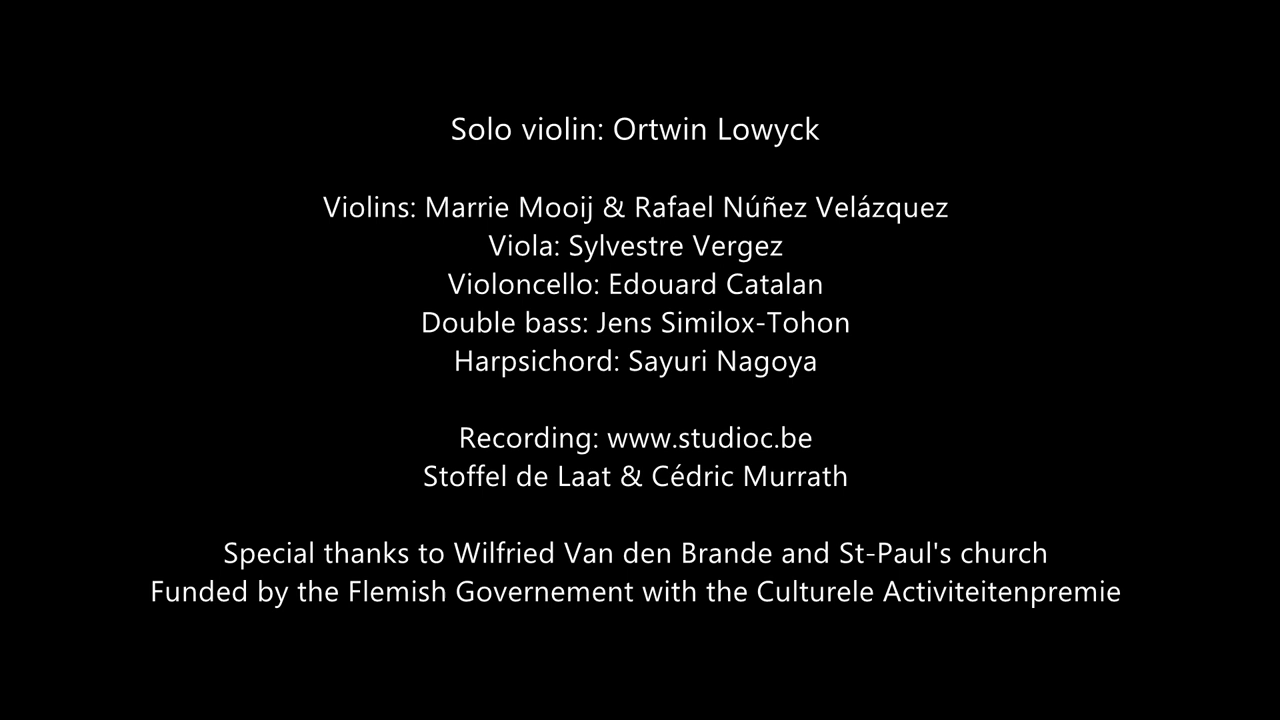 Solo violin: Ortwin Lowyck
Violins: Marrie Mooij & Rafael Núñez Velázquez
Viola: Sylvestre Vergez
Violoncello: Edouard Catalan
Double bass: Jens Similox-Tohon
Harpsichord: Sayuri Nagoya
Recording: www.studioc.be
Stoffel de Laat & Cédric Murrath
Special thanks to Wilfried Van den Brande and St-Paul's church
Funded by the Flemish Governement with the Culturele Activiteitenpremie